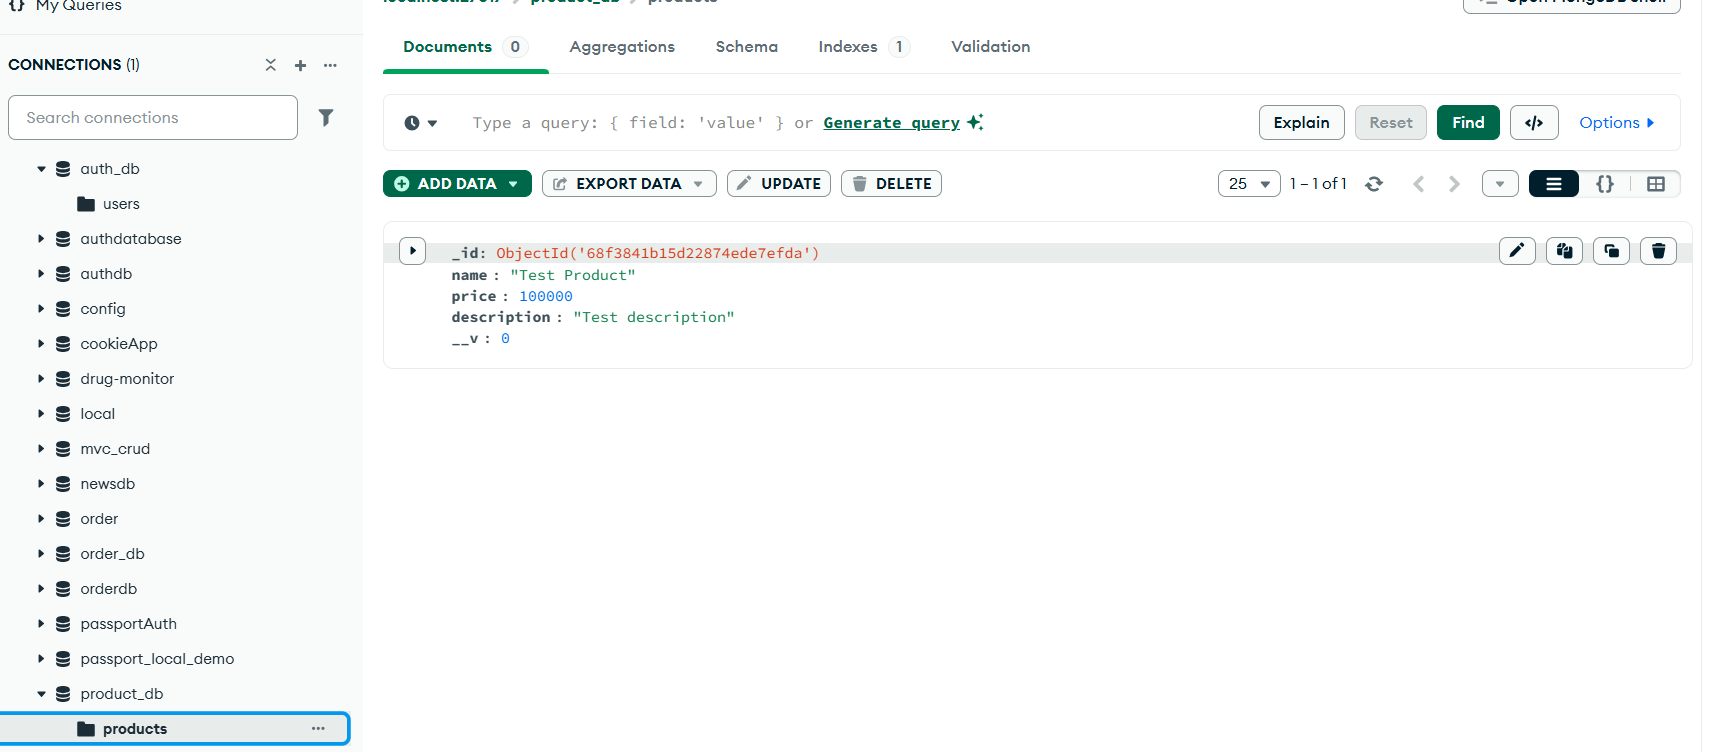 My Queries
CONNECTIONS (1)
Search connections
auth_db
users
authdatabase
authdb
config
cookieApp
drug-monitor
local
mvc_crud
newsdb
order
order_db
orderdb
passportAuth
passport_local_demo
product_db
products
product_db
products
Open MongoDB shell
Documents 0 Aggregations Schema Indexes 1 Validation
Type a query: { field: 'value' } or Generate query
Explain Reset Find </> Options
ADD DATA EXPORT DATA UPDATE DELETE
25 1 – 1 of 1 {}
_id: ObjectId('68f3841b15d22874ede7efda')
name : "Test Product"
price : 100000
description : "Test description"
__v : 0